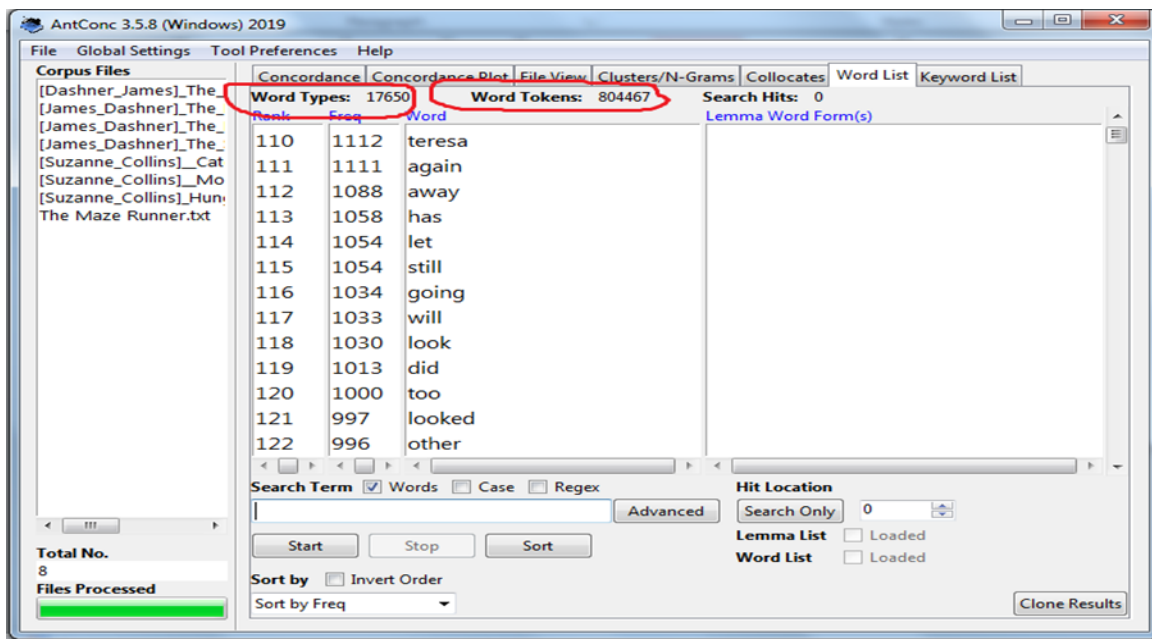 AntConc 3.5.8 (Windows) 2019
File Global Settings Tool Preferences Help
Corpus Files
[Dashner_James]_The_
[James_Dashner]_The_
[James_Dashner]_The_
[James_Dashner]_The_
[Suzanne_Collins]__Cat
[Suzanne_Collins]__Mo
[Suzanne_Collins]_Hung
The Maze Runner.txt
Total No.
8
Files Processed
Concordance Concordance Plot File View Clusters/N-Grams Collocates Word List Keyword List
Word Types: 17650 Word Tokens: 804467 Search Hits: 0
Rank Freq Word Lemma Word Form(s)
110 1112 teresa
111 1111 again
112 1088 away
113 1058 has
114 1054 let
115 1054 still
116 1034 going
117 1033 will
118 1030 look
119 1013 did
120 1000 too
121 997 looked
122 996 other
Search Term Words Case Regex Hit Location
Advanced Search Only 0
Start Stop Sort Lemma List Loaded
Word List Loaded
Sort by Invert Order
Sort by Freq Clone Results